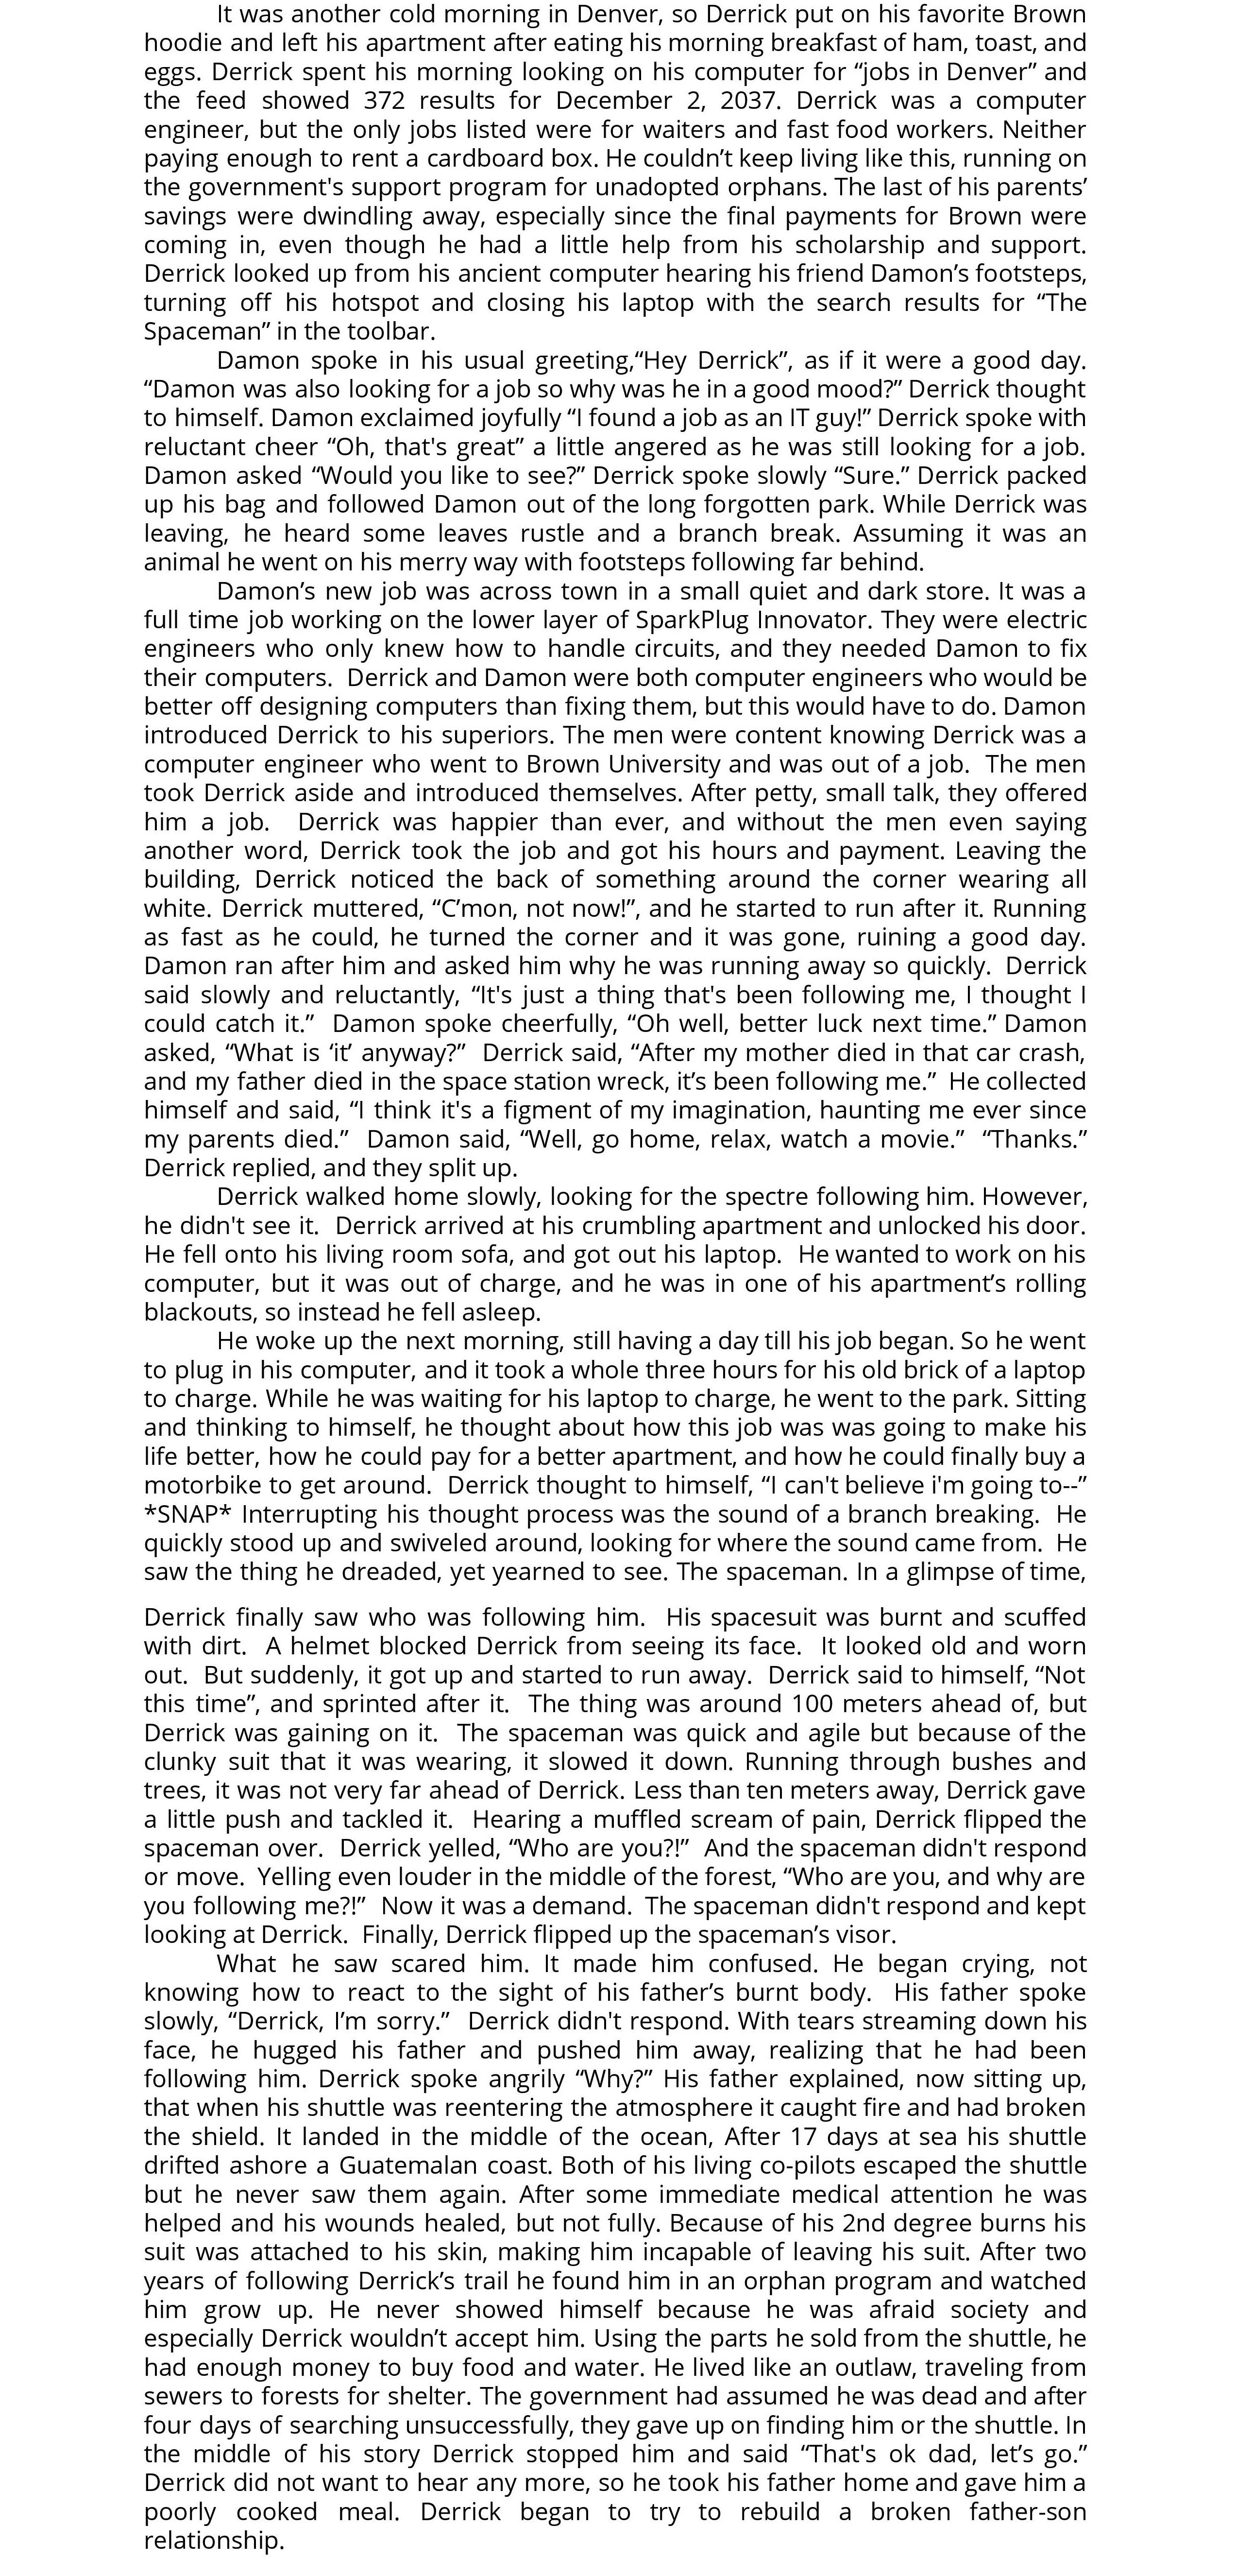 It was another cold morning in Denver, so Derrick put on his favorite Brown
hoodie and left his apartment after eating his morning breakfast of ham, toast, and
eggs. Derrick spent his morning looking on his computer for “jobs in Denver” and
the feed showed 372 results for December 2, 2037. Derrick was a computer
engineer, but the only jobs listed were for waiters and fast food workers. Neither
paying enough to rent a cardboard box. He couldn’t keep living like this, running on
the government's support program for unadopted orphans. The last of his parents’
savings were dwindling away, especially since the final payments for Brown were
coming in, even though he had a little help from his scholarship and support.
Derrick looked up from his ancient computer hearing his friend Damon’s footsteps,
turning off his hotspot and closing his laptop with the search results for “The
Spaceman” in the toolbar.
Damon spoke in his usual greeting,“Hey Derrick”, as if it were a good day.
“Damon was also looking for a job so why was he in a good mood?” Derrick thought
to himself. Damon exclaimed joyfully “I found a job as an IT guy!” Derrick spoke with
reluctant cheer “Oh, that's great” a little angered as he was still looking for a job.
Damon asked “Would you like to see?” Derrick spoke slowly “Sure.” Derrick packed
up his bag and followed Damon out of the long forgotten park. While Derrick was
leaving, he heard some leaves rustle and a branch break. Assuming it was an
animal he went on his merry way with footsteps following far behind.
Damon’s new job was across town in a small quiet and dark store. It was a
full time job working on the lower layer of SparkPlug Innovator. They were electric
engineers who only knew how to handle circuits, and they needed Damon to fix
their computers.  Derrick and Damon were both computer engineers who would be
better off designing computers than fixing them, but this would have to do. Damon
introduced Derrick to his superiors. The men were content knowing Derrick was a
computer engineer who went to Brown University and was out of a job.  The men
took Derrick aside and introduced themselves. After petty, small talk, they offered
him a job.  Derrick was happier than ever, and without the men even saying
another word, Derrick took the job and got his hours and payment. Leaving the
building, Derrick noticed the back of something around the corner wearing all
white. Derrick muttered, “C’mon, not now!”, and he started to run after it. Running
as fast as he could, he turned the corner and it was gone, ruining a good day.
Damon ran after him and asked him why he was running away so quickly.  Derrick
said slowly and reluctantly, “It's just a thing that's been following me, I thought I
could catch it.”  Damon spoke cheerfully, “Oh well, better luck next time.” Damon
asked, “What is ‘it’ anyway?”  Derrick said, “After my mother died in that car crash,
and my father died in the space station wreck, it’s been following me.”  He collected
himself and said, “I think it's a figment of my imagination, haunting me ever since
my parents died.”  Damon said, “Well, go home, relax, watch a movie.”  “Thanks.”
Derrick replied, and they split up.
Derrick walked home slowly, looking for the spectre following him. However,
he didn't see it.  Derrick arrived at his crumbling apartment and unlocked his door.
He fell onto his living room sofa, and got out his laptop.  He wanted to work on his
computer, but it was out of charge, and he was in one of his apartment’s rolling
blackouts, so instead he fell asleep.
He woke up the next morning, still having a day till his job began. So he went
to plug in his computer, and it took a whole three hours for his old brick of a laptop
to charge. While he was waiting for his laptop to charge, he went to the park. Sitting
and thinking to himself, he thought about how this job was was going to make his
life better, how he could pay for a better apartment, and how he could finally buy a
motorbike to get around.  Derrick thought to himself, “I can't believe i'm going to--”
*SNAP* Interrupting his thought process was the sound of a branch breaking.  He
quickly stood up and swiveled around, looking for where the sound came from.  He
saw the thing he dreaded, yet yearned to see. The spaceman. In a glimpse of time,
Derrick finally saw who was following him.  His spacesuit was burnt and scuffed
with dirt.  A helmet blocked Derrick from seeing its face.  It looked old and worn
out.  But suddenly, it got up and started to run away.  Derrick said to himself, “Not
this time”, and sprinted after it.  The thing was around 100 meters ahead of, but
Derrick was gaining on it.  The spaceman was quick and agile but because of the
clunky suit that it was wearing, it slowed it down. Running through bushes and
trees, it was not very far ahead of Derrick. Less than ten meters away, Derrick gave
a little push and tackled it.  Hearing a muffled scream of pain, Derrick flipped the
spaceman over.  Derrick yelled, “Who are you?!”  And the spaceman didn't respond
or move.  Yelling even louder in the middle of the forest, “Who are you, and why are
you following me?!”  Now it was a demand.  The spaceman didn't respond and kept
looking at Derrick.  Finally, Derrick flipped up the spaceman’s visor.
What he saw scared him. It made him confused. He began crying, not
knowing how to react to the sight of his father’s burnt body.  His father spoke
slowly, “Derrick, I’m sorry.”  Derrick didn't respond. With tears streaming down his
face, he hugged his father and pushed him away, realizing that he had been
following him. Derrick spoke angrily “Why?” His father explained, now sitting up,
that when his shuttle was reentering the atmosphere it caught fire and had broken
the shield. It landed in the middle of the ocean, After 17 days at sea his shuttle
drifted ashore a Guatemalan coast. Both of his living co-pilots escaped the shuttle
but he never saw them again. After some immediate medical attention he was
helped and his wounds healed, but not fully. Because of his 2nd degree burns his
suit was attached to his skin, making him incapable of leaving his suit. After two
years of following Derrick’s trail he found him in an orphan program and watched
him grow up. He never showed himself because he was afraid society and
especially Derrick wouldn’t accept him. Using the parts he sold from the shuttle, he
had enough money to buy food and water. He lived like an outlaw, traveling from
sewers to forests for shelter. The government had assumed he was dead and after
four days of searching unsuccessfully, they gave up on finding him or the shuttle. In
the middle of his story Derrick stopped him and said “That's ok dad, let’s go.”
Derrick did not want to hear any more, so he took his father home and gave him a
poorly cooked meal. Derrick began to try to rebuild a broken father-son
relationship.